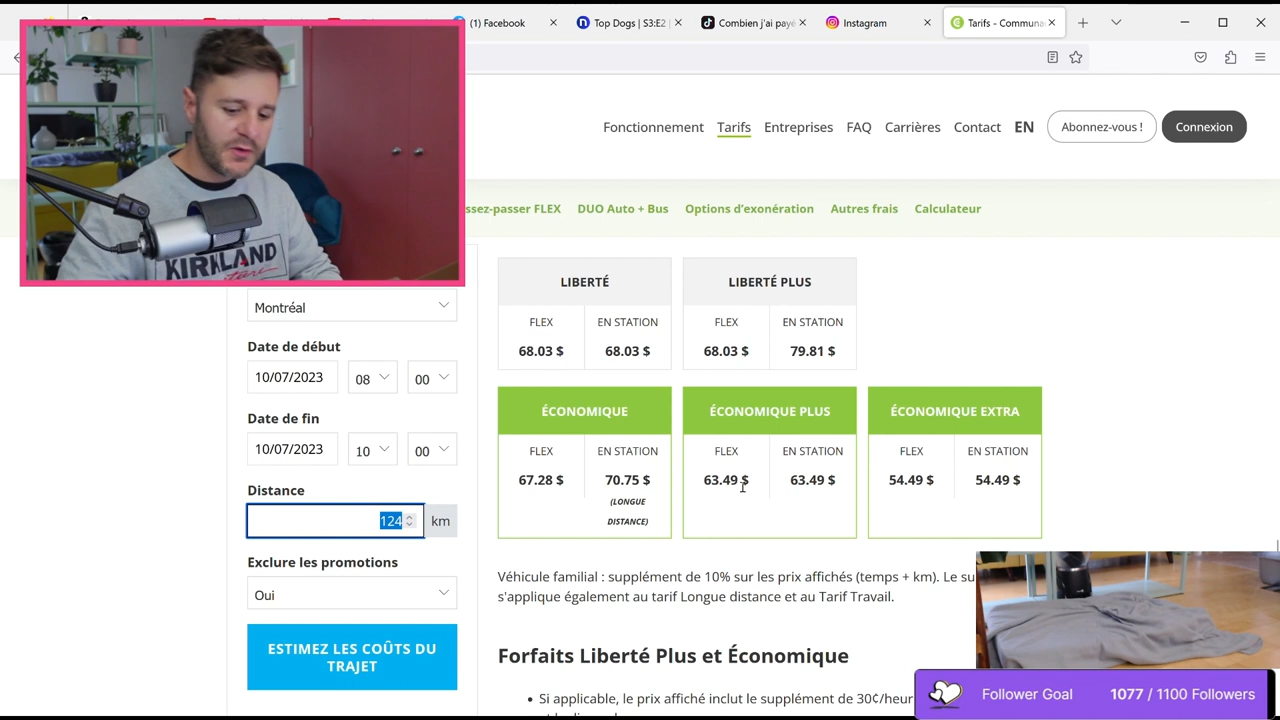 (1) Facebook
Top Dogs | S3:E2 |
Combien j'ai payé
Instagram
Tarifs - Communa
Fonctionnement
Tarifs
Entreprises
FAQ
Carrières
Contact
EN
Abonnez-vous !
Connexion
ssez-passer FLEX
DUO Auto + Bus
Options d'exonération
Autres frais
Calculateur
KIRKLAND
Montréal
Date de début
10/07/2023 08 00
Date de fin
10/07/2023 10 00
Distance
124 km
Exclure les promotions
Oui
ESTIMEZ LES COÛTS DU
TRAJET
LIBERTÉ
FLEX EN STATION
68.03 $ 68.03 $
LIBERTÉ PLUS
FLEX EN STATION
68.03 $ 79.81 $
ÉCONOMIQUE
FLEX EN STATION
67.28 $ 70.75 $
(LONGUE
DISTANCE)
ÉCONOMIQUE PLUS
FLEX EN STATION
63.49 $ 63.49 $
ÉCONOMIQUE EXTRA
FLEX EN STATION
54.49 $ 54.49 $
Véhicule familial : supplément de 10% sur les prix affichés (temps + km). Le su
s'applique également au tarif Longue distance et au Tarif Travail.
Forfaits Liberté Plus et Économique
• Si applicable, le prix affiché inclut le supplément de 30¢/heur
Follower Goal 1077 / 1100 Followers